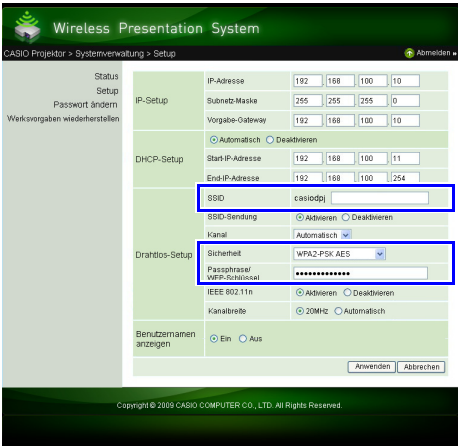 Wireless Presentation System
CASIO Projektor > Systemverwaltung > Setup
Abmelden »
Status
Setup
Passwort ändern
Werksvorgaben wiederherstellen
IP-Setup
IP-Adresse 192 . 168 . 100 . 10
Subnetz-Maske 255 . 255 . 255 . 0
Vorgabe-Gateway 192 . 168 . 100 . 10
DHCP-Setup
Automatisch Deaktivieren
Start-IP-Adresse 192 . 168 . 100 . 11
End-IP-Adresse 192 . 168 . 100 . 254
Drahtlos-Setup
SSID casiodpj
SSID-Sendung Aktivieren Deaktivieren
Kanal Automatisch
Sicherheit WPA2-PSK AES
Passphrase/
WEP-Schlüssel •••••••••••••
IEEE 802.11n Aktivieren Deaktivieren
Kanalbreite 20MHz Automatisch
Benutzernamen
anzeigen
Ein Aus
Anwenden Abbrechen
Copyright © 2009 CASIO COMPUTER CO., LTD. All Rights Reserved.